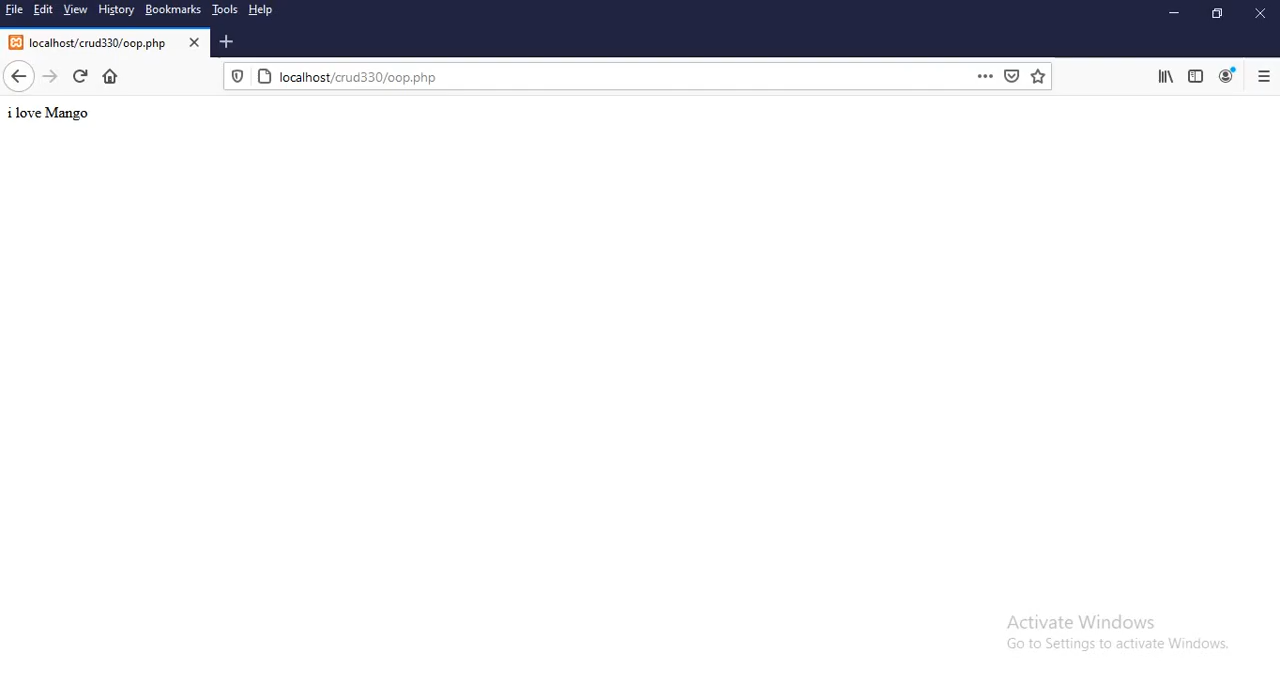 File Edit View History Bookmarks Tools Help
localhost/crud330/oop.php
localhost/crud330/oop.php
i love Mango
Activate Windows
Go to Settings to activate Windows.